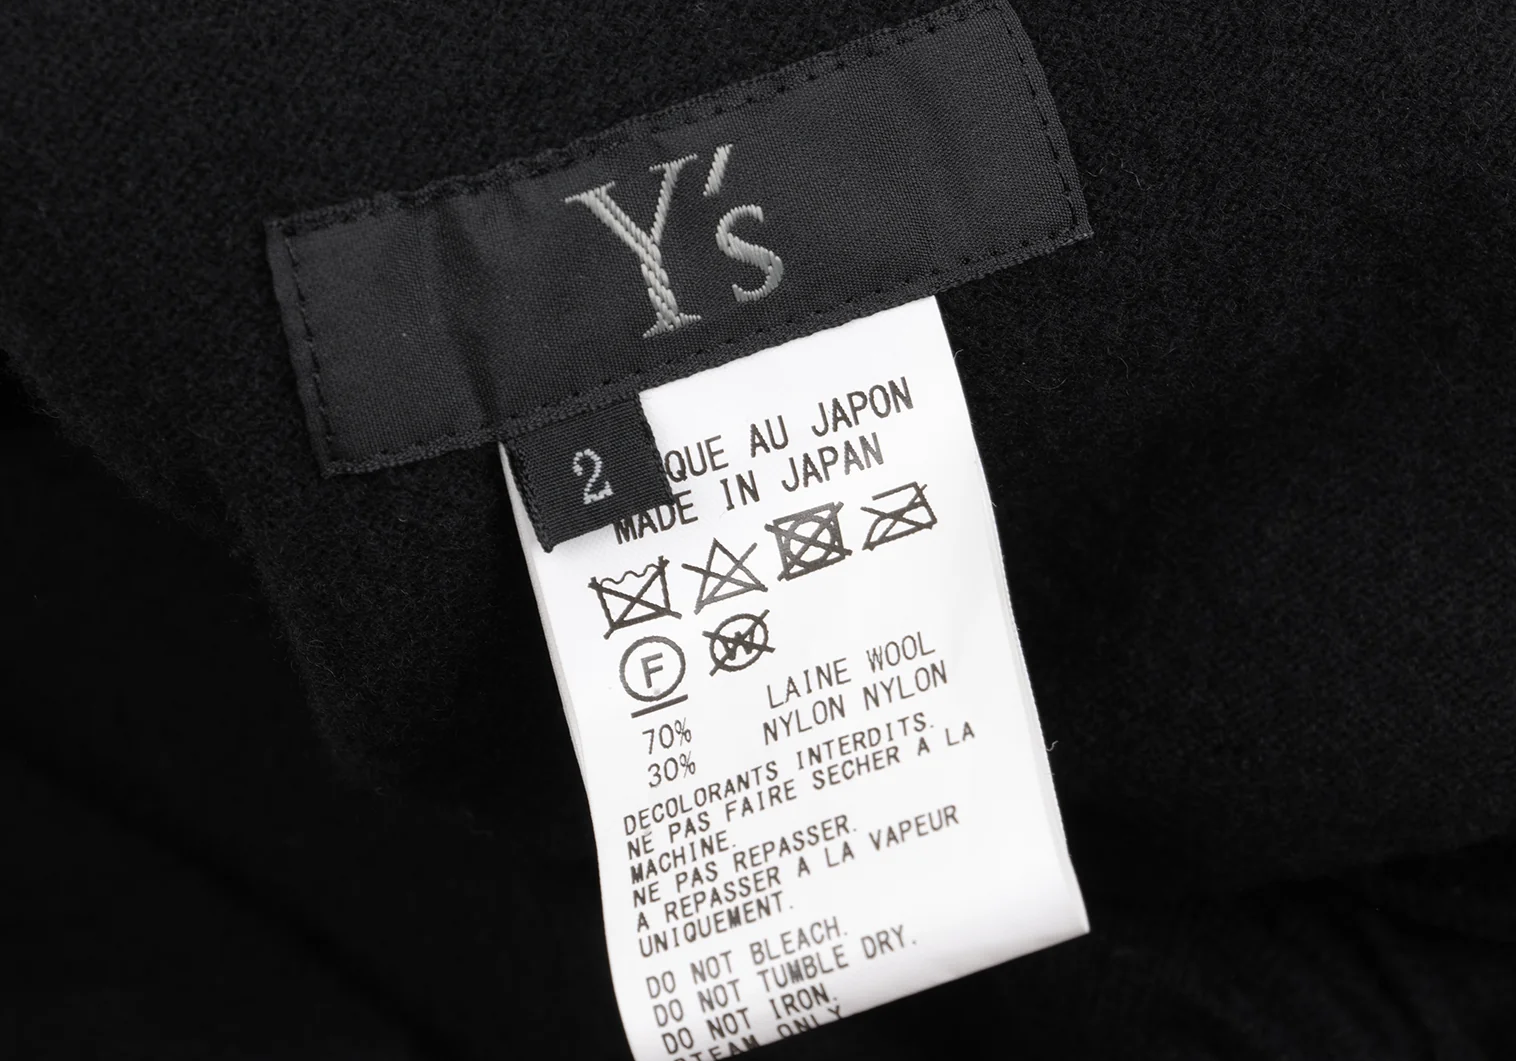 Y's
2
QUE AU JAPON
MADE IN JAPAN
F
W
LAINE WOOL
NYLON NYLON
70%
30%
DECOLORANTS INTERDITS.
NE PAS FAIRE SECHER A LA
MACHINE.
NE PAS REPASSER.
A REPASSER A LA VAPEUR
UNIQUEMENT.
DO NOT BLEACH.
DO NOT TUMBLE DRY.
DO NOT IRON.
STEAM ONLY